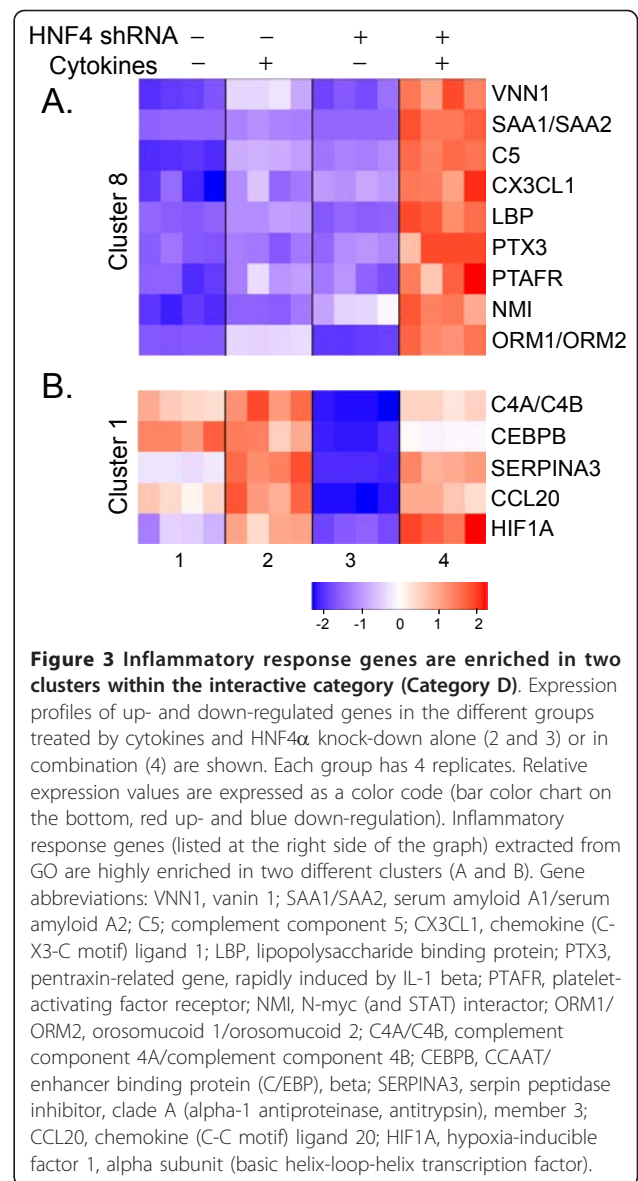 HNF4 shRNA − − + +
Cytokines − + − +
A.
Cluster 8
VNN1
SAA1/SAA2
C5
CX3CL1
LBP
PTX3
PTAFR
NMI
ORM1/ORM2
B.
Cluster 1
C4A/C4B
CEBPB
SERPINA3
CCL20
HIF1A
1 2 3 4
-2 -1 0 1 2
Figure 3 Inflammatory response genes are enriched in two
clusters within the interactive category (Category D). Expression
profiles of up- and down-regulated genes in the different groups
treated by cytokines and HNF4α knock-down alone (2 and 3) or in
combination (4) are shown. Each group has 4 replicates. Relative
expression values are expressed as a color code (bar color chart on
the bottom, red up- and blue down-regulation). Inflammatory
response genes (listed at the right side of the graph) extracted from
GO are highly enriched in two different clusters (A and B). Gene
abbreviations: VNN1, vanin 1; SAA1/SAA2, serum amyloid A1/serum
amyloid A2; C5; complement component 5; CX3CL1, chemokine (C-
X3-C motif) ligand 1; LBP, lipopolysaccharide binding protein; PTX3,
pentraxin-related gene, rapidly induced by IL-1 beta; PTAFR, platelet-
activating factor receptor; NMI, N-myc (and STAT) interactor; ORM1/
ORM2, orosomucoid 1/orosomucoid 2; C4A/C4B, complement
component 4A/complement component 4B; CEBPB, CCAAT/
enhancer binding protein (C/EBP), beta; SERPINA3, serpin peptidase
inhibitor, clade A (alpha-1 antiproteinase, antitrypsin), member 3;
CCL20, chemokine (C-C motif) ligand 20; HIF1A, hypoxia-inducible
factor 1, alpha subunit (basic helix-loop-helix transcription factor).